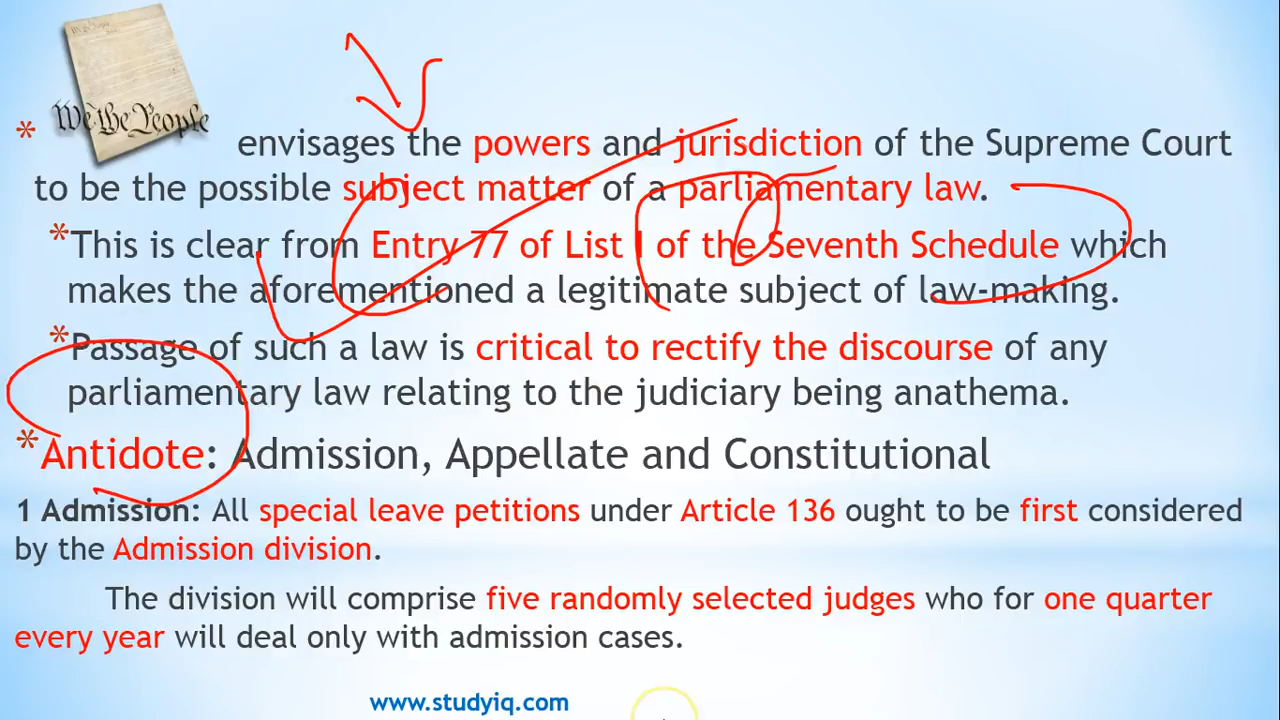 We the People
* envisages the powers and jurisdiction of the Supreme Court
to be the possible subject matter of a parliamentary law.
*This is clear from Entry 77 of List I of the Seventh Schedule which
makes the aforementioned a legitimate subject of law-making.
*Passage of such a law is critical to rectify the discourse of any
parliamentary law relating to the judiciary being anathema.
*Antidote: Admission, Appellate and Constitutional
1 Admission: All special leave petitions under Article 136 ought to be first considered
by the Admission division.
The division will comprise five randomly selected judges who for one quarter
every year will deal only with admission cases.
www.studyiq.com